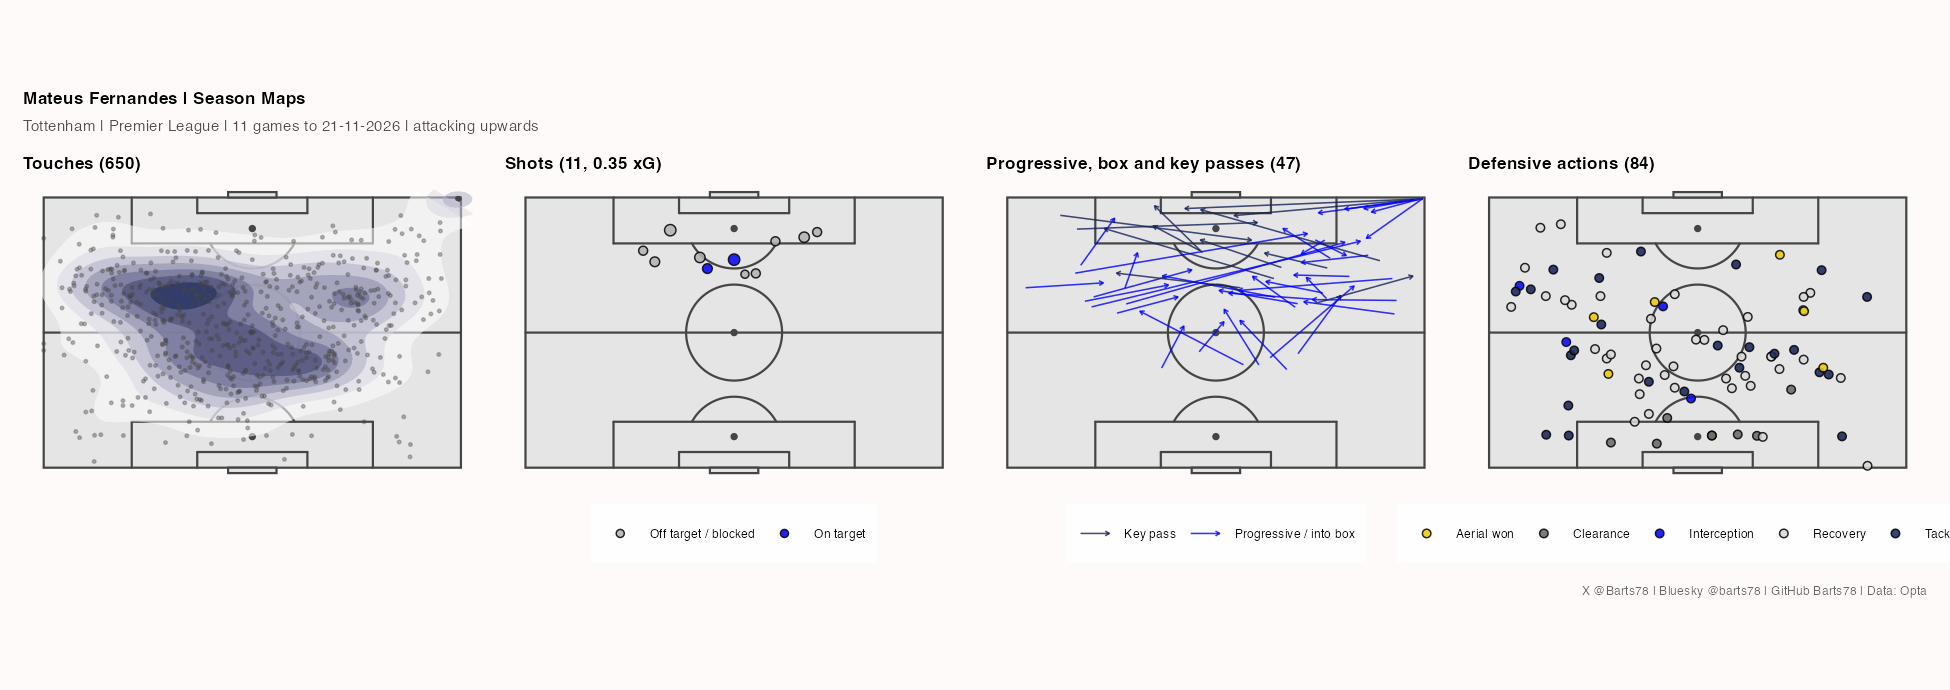 Mateus Fernandes | Season Maps
Tottenham | Premier League | 11 games to 21-11-2026 | attacking upwards
Touches (650)
Shots (11, 0.35 xG)
Progressive, box and key passes (47)
Defensive actions (84)
Off target / blocked
On target
Key pass
Progressive / into box
Aerial won
Clearance
Interception
Recovery
Tack
X @Barts78 | Bluesky @barts78 | GitHub Barts78 | Data: Opta